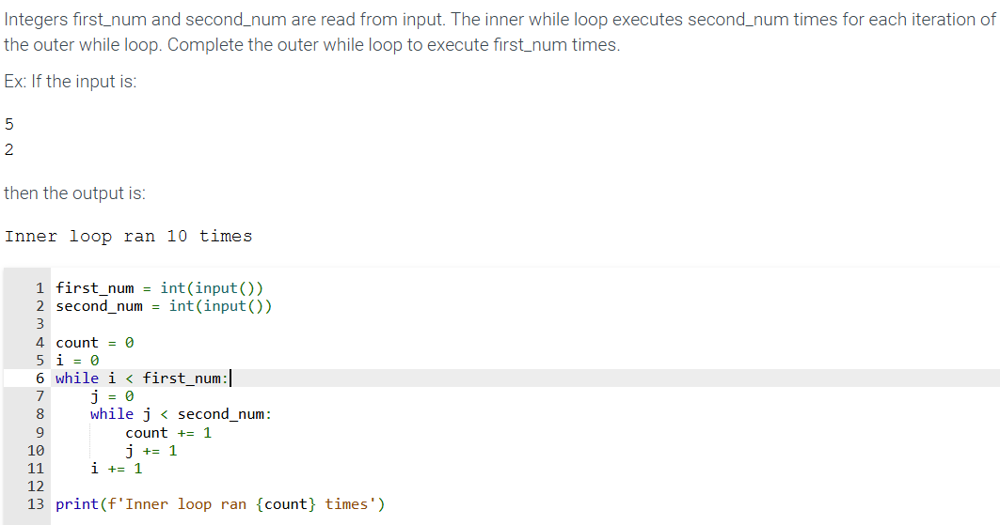 Integers first_num and second_num are read from input. The inner while loop executes second_num times for each iteration of
the outer while loop. Complete the outer while loop to execute first_num times.
Ex: If the input is:
5
2
then the output is:
Inner loop ran 10 times
1 first_num = int(input())
2 second_num = int(input())
3
4 count = 0
5 i = 0
6 while i < first_num:
7     j = 0
8     while j < second_num:
9         count += 1
10         j += 1
11     i += 1
12
13 print(f'Inner loop ran {count} times')